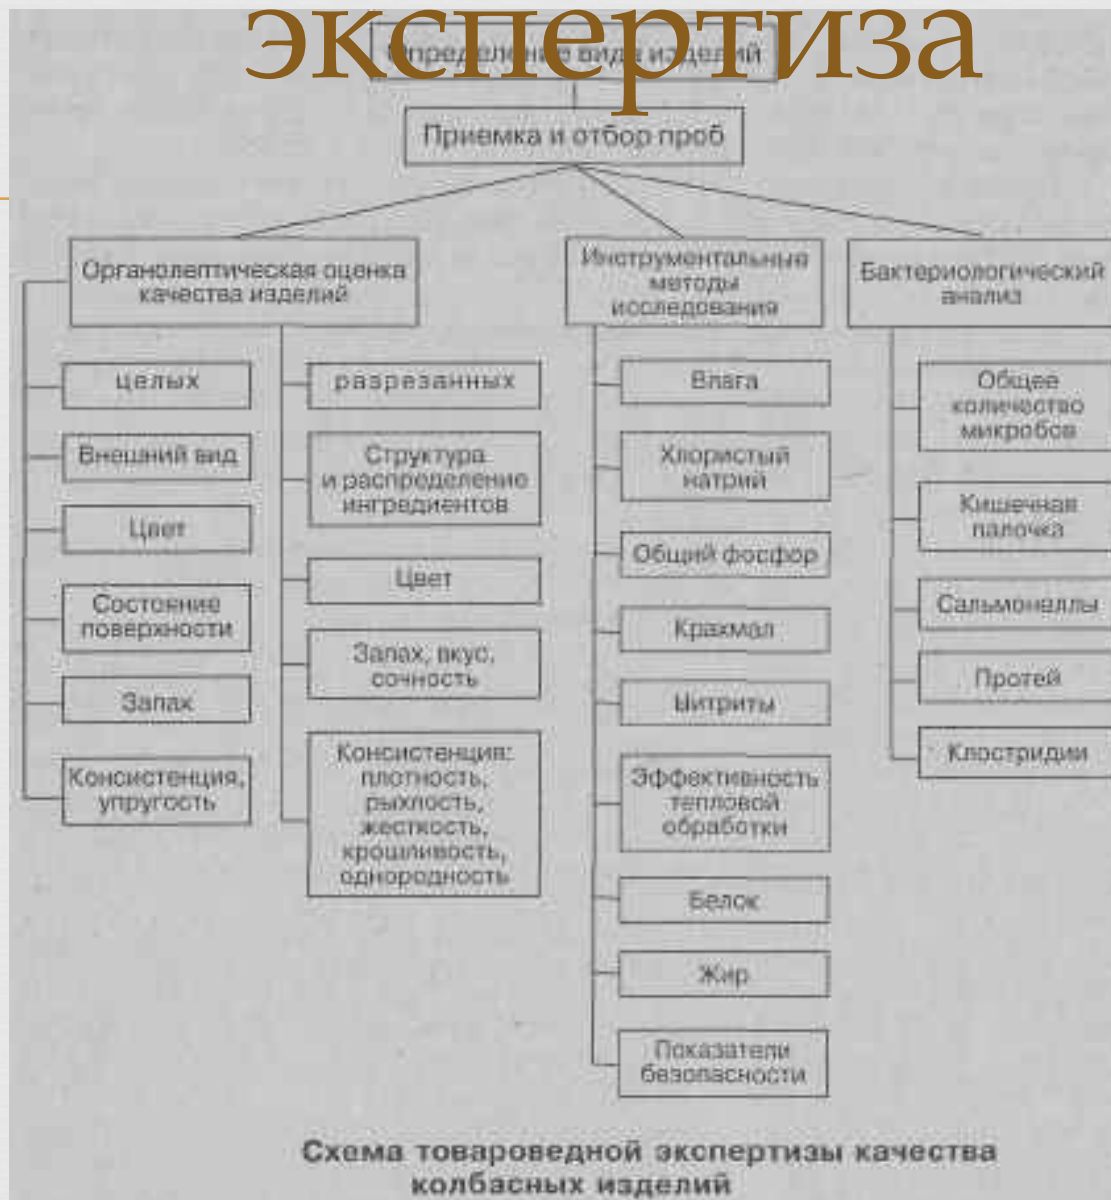 экспертиза
Определение вида изделий
Приемка и отбор проб
Органолептическая оценка
качества изделий
целых
Внешний вид
Цвет
Состояние
поверхности
Запах
Консистенция,
упругость
разрезанных
Структура
и распределение
ингредиентов
Цвет
Запах, вкус,
сочность
Консистенция:
плотность,
рыхлость,
жесткость,
крошливость,
однородность
Инструментальные
методы
исследования
Влага
Хлористый
натрий
Общий фосфор
Крахмал
Нитриты
Эффективность
тепловой
обработки
Белок
Жир
Показатели
безопасности
Бактериологический
анализ
Общее
количество
микробов
Кишечная
палочка
Сальмонеллы
Протей
Клостридии
Схема товароведной экспертизы качества
колбасных изделий